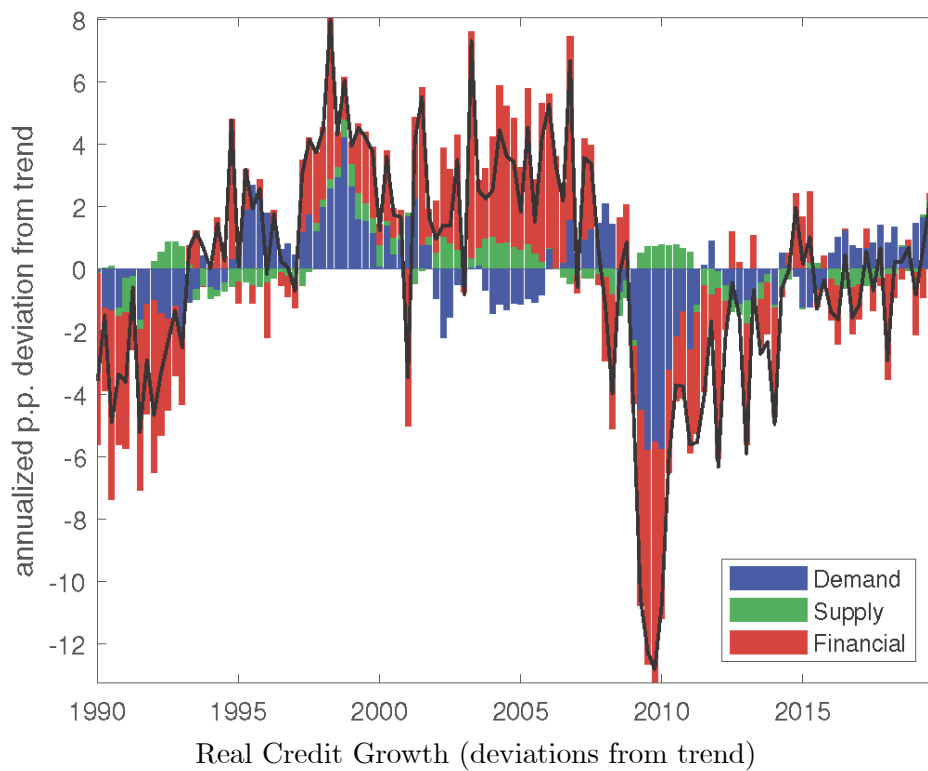 8
6
4
2
0
-2
-4
-6
-8
-10
-12
annualized p.p. deviation from trend
Demand
Supply
Financial
1990 1995 2000 2005 2010 2015
Real Credit Growth (deviations from trend)